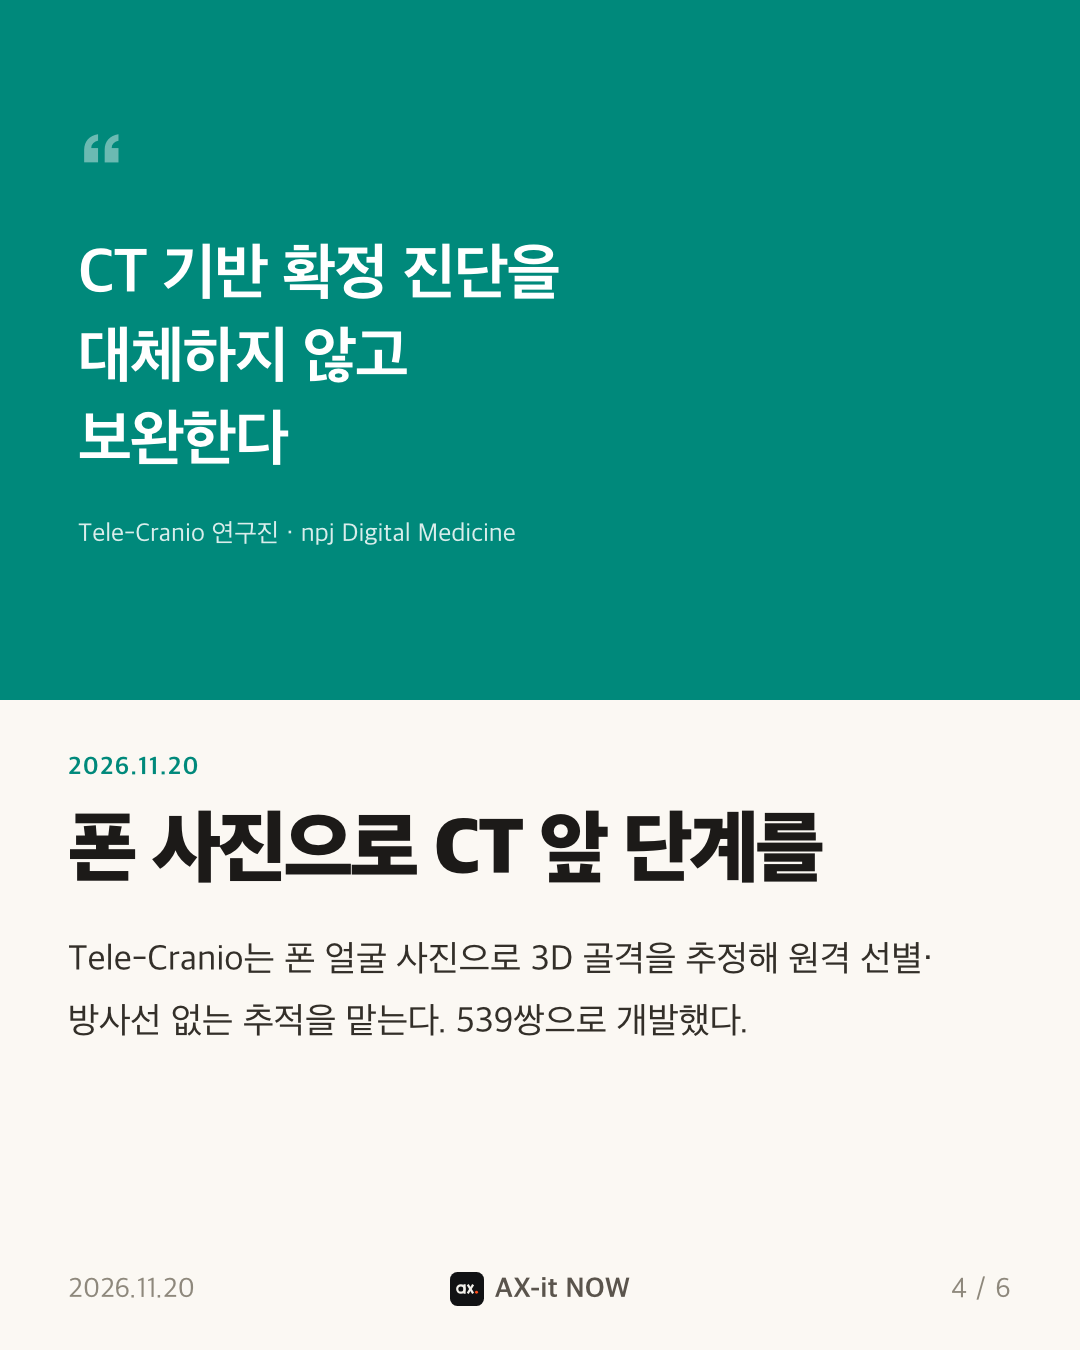 “
CT 기반 확정 진단을
대체하지 않고
보완한다
Tele-Cranio 연구진 · npj Digital Medicine
2026.11.20
폰 사진으로 CT 앞 단계를
Tele-Cranio는 폰 얼굴 사진으로 3D 골격을 추정해 원격 선별·
방사선 없는 추적을 맡는다. 539쌍으로 개발했다.
2026.11.20
ax. AX-it NOW
4 / 6